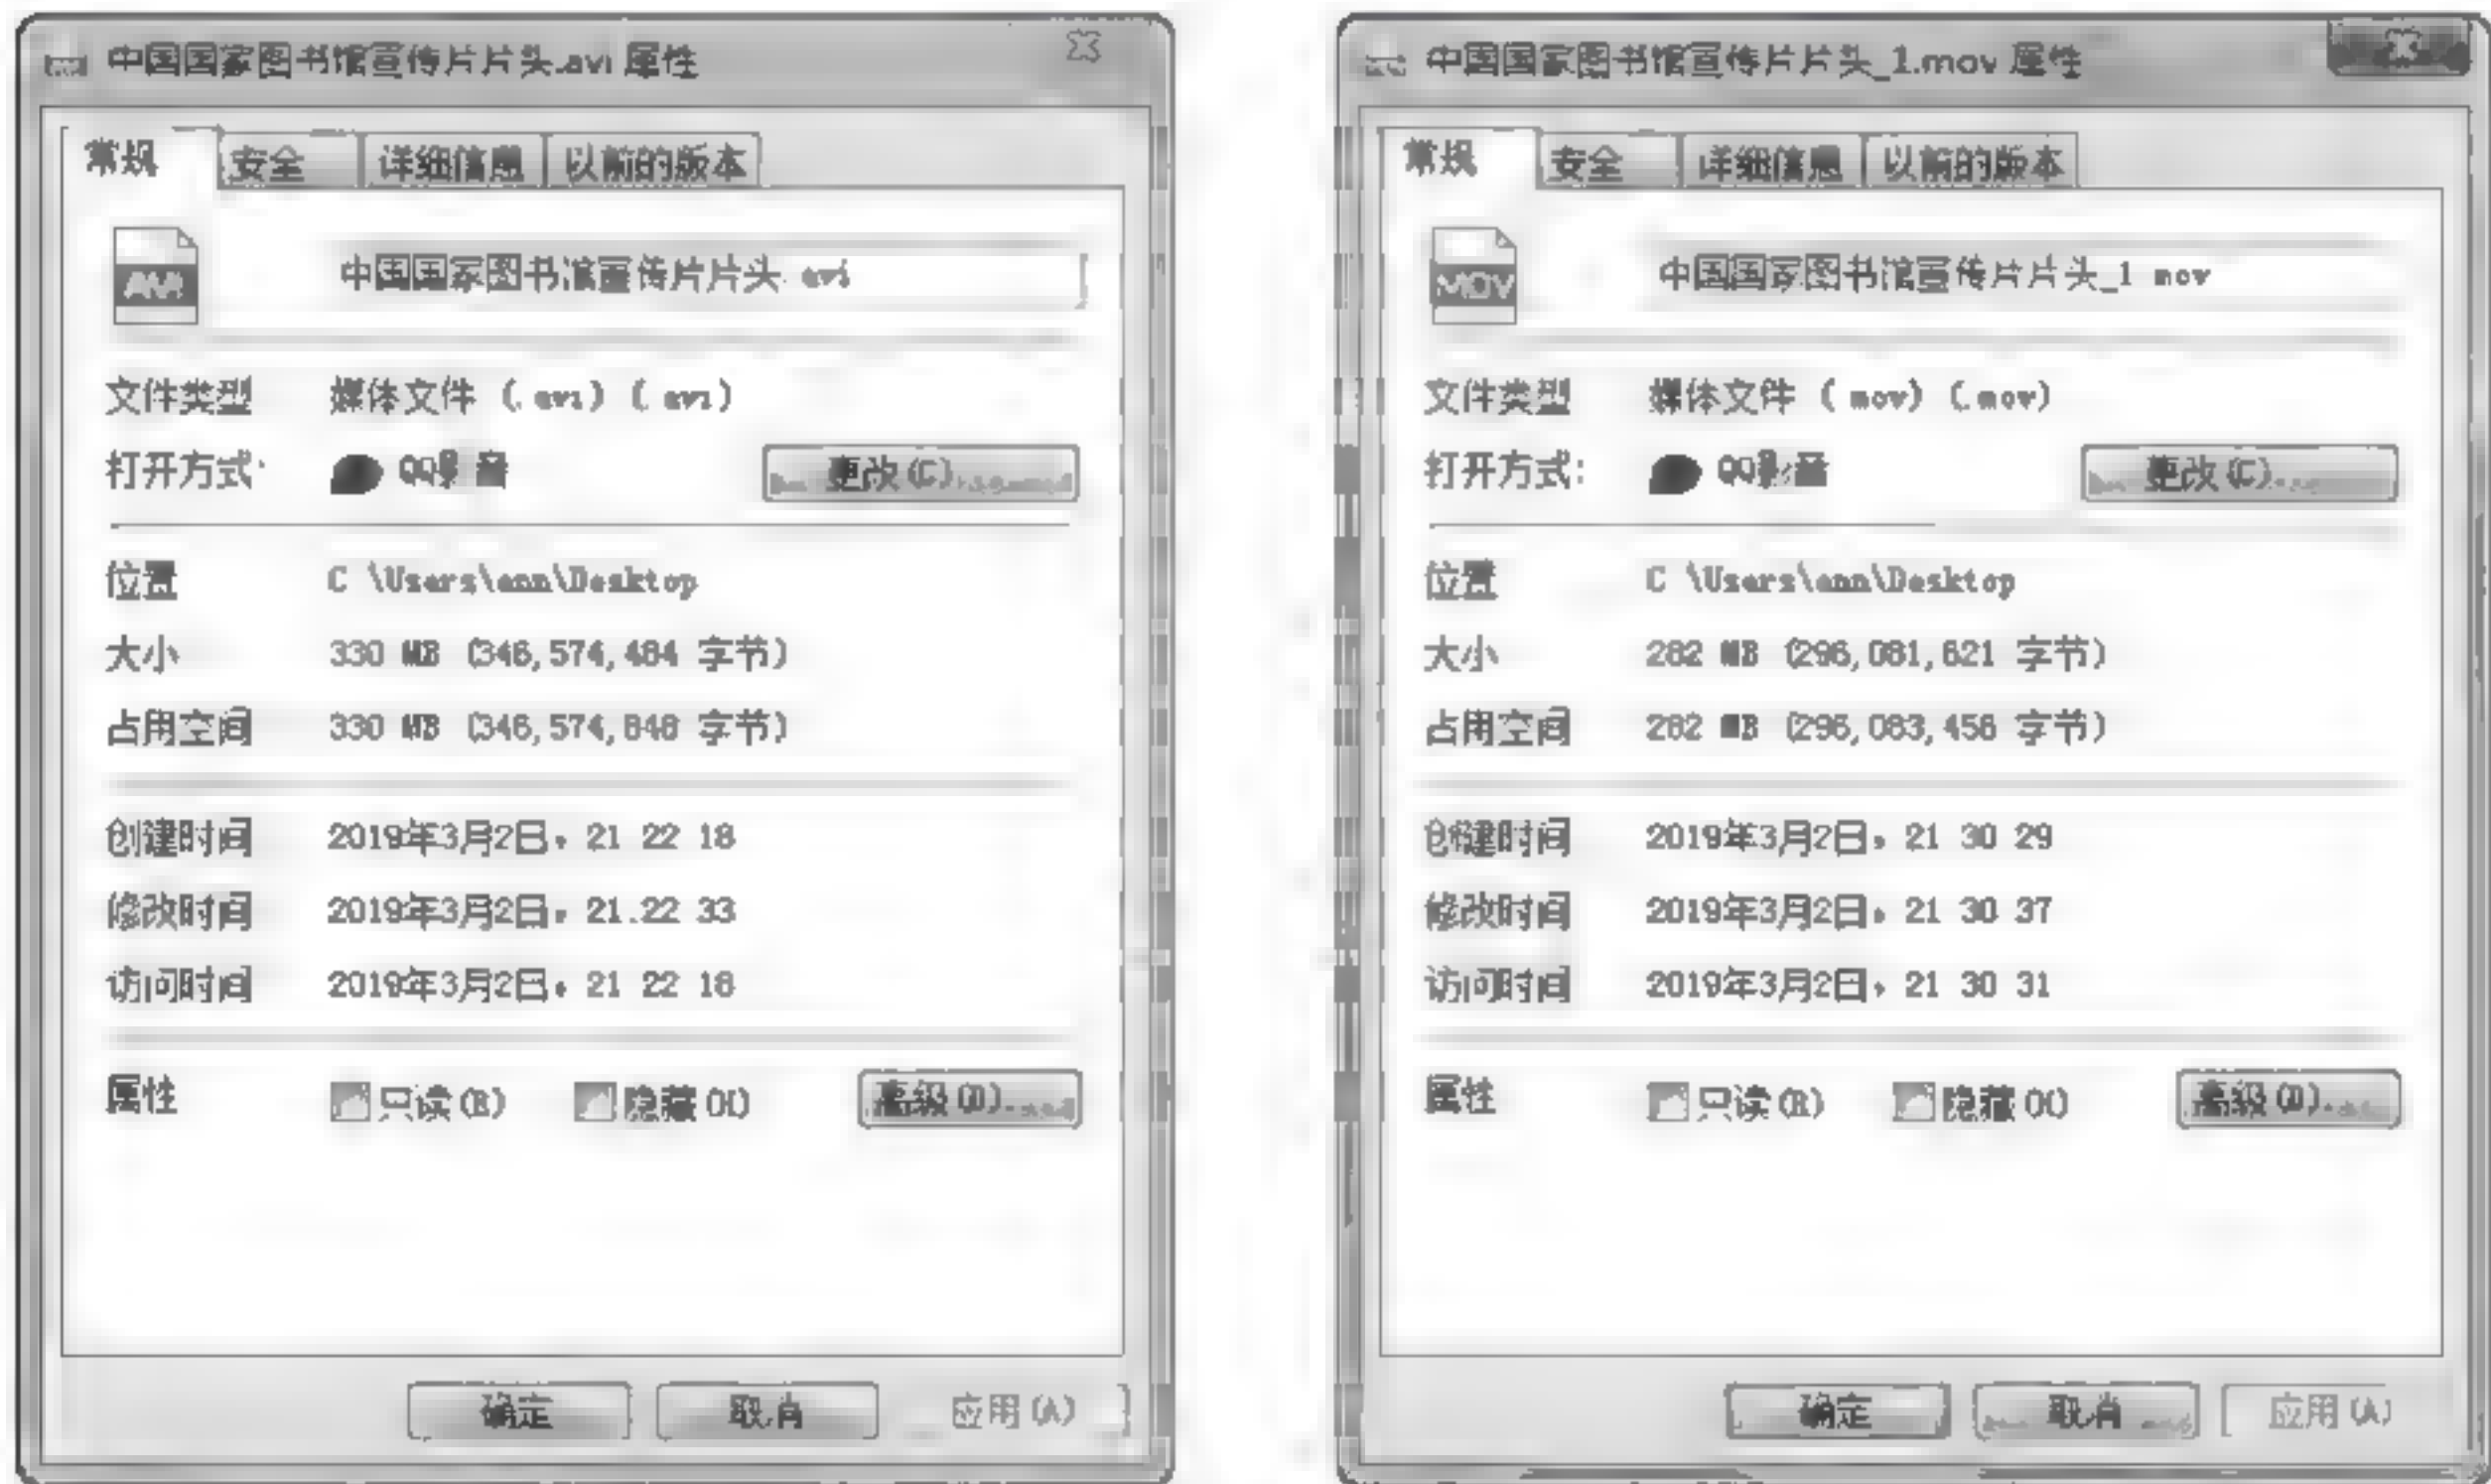 中国国家图书馆宣传片片头.avi 属性
常规 安全 详细信息 以前的版本
AVI
中国国家图书馆宣传片片头.avi
文件类型 媒体文件 (.avi) (.avi)
打开方式: QQ影音 更改(C)...
位置 C:\Users\ann\Desktop
大小 330 MB (346,574,484 字节)
占用空间 330 MB (346,574,848 字节)
创建时间 2019年3月2日, 21:22:18
修改时间 2019年3月2日, 21:22:33
访问时间 2019年3月2日, 21:22:18
属性 只读(R) 隐藏(H) 高级(D)...
确定 取消 应用(A)
中国国家图书馆宣传片片头_1.mov 属性
常规 安全 详细信息 以前的版本
MOV
中国国家图书馆宣传片片头_1.mov
文件类型 媒体文件 (.mov) (.mov)
打开方式: QQ影音 更改(C)...
位置 C:\Users\ann\Desktop
大小 282 MB (296,081,621 字节)
占用空间 282 MB (296,083,456 字节)
创建时间 2019年3月2日, 21:30:29
修改时间 2019年3月2日, 21:30:37
访问时间 2019年3月2日, 21:30:31
属性 只读(R) 隐藏(H) 高级(D)...
确定 取消 应用(A)